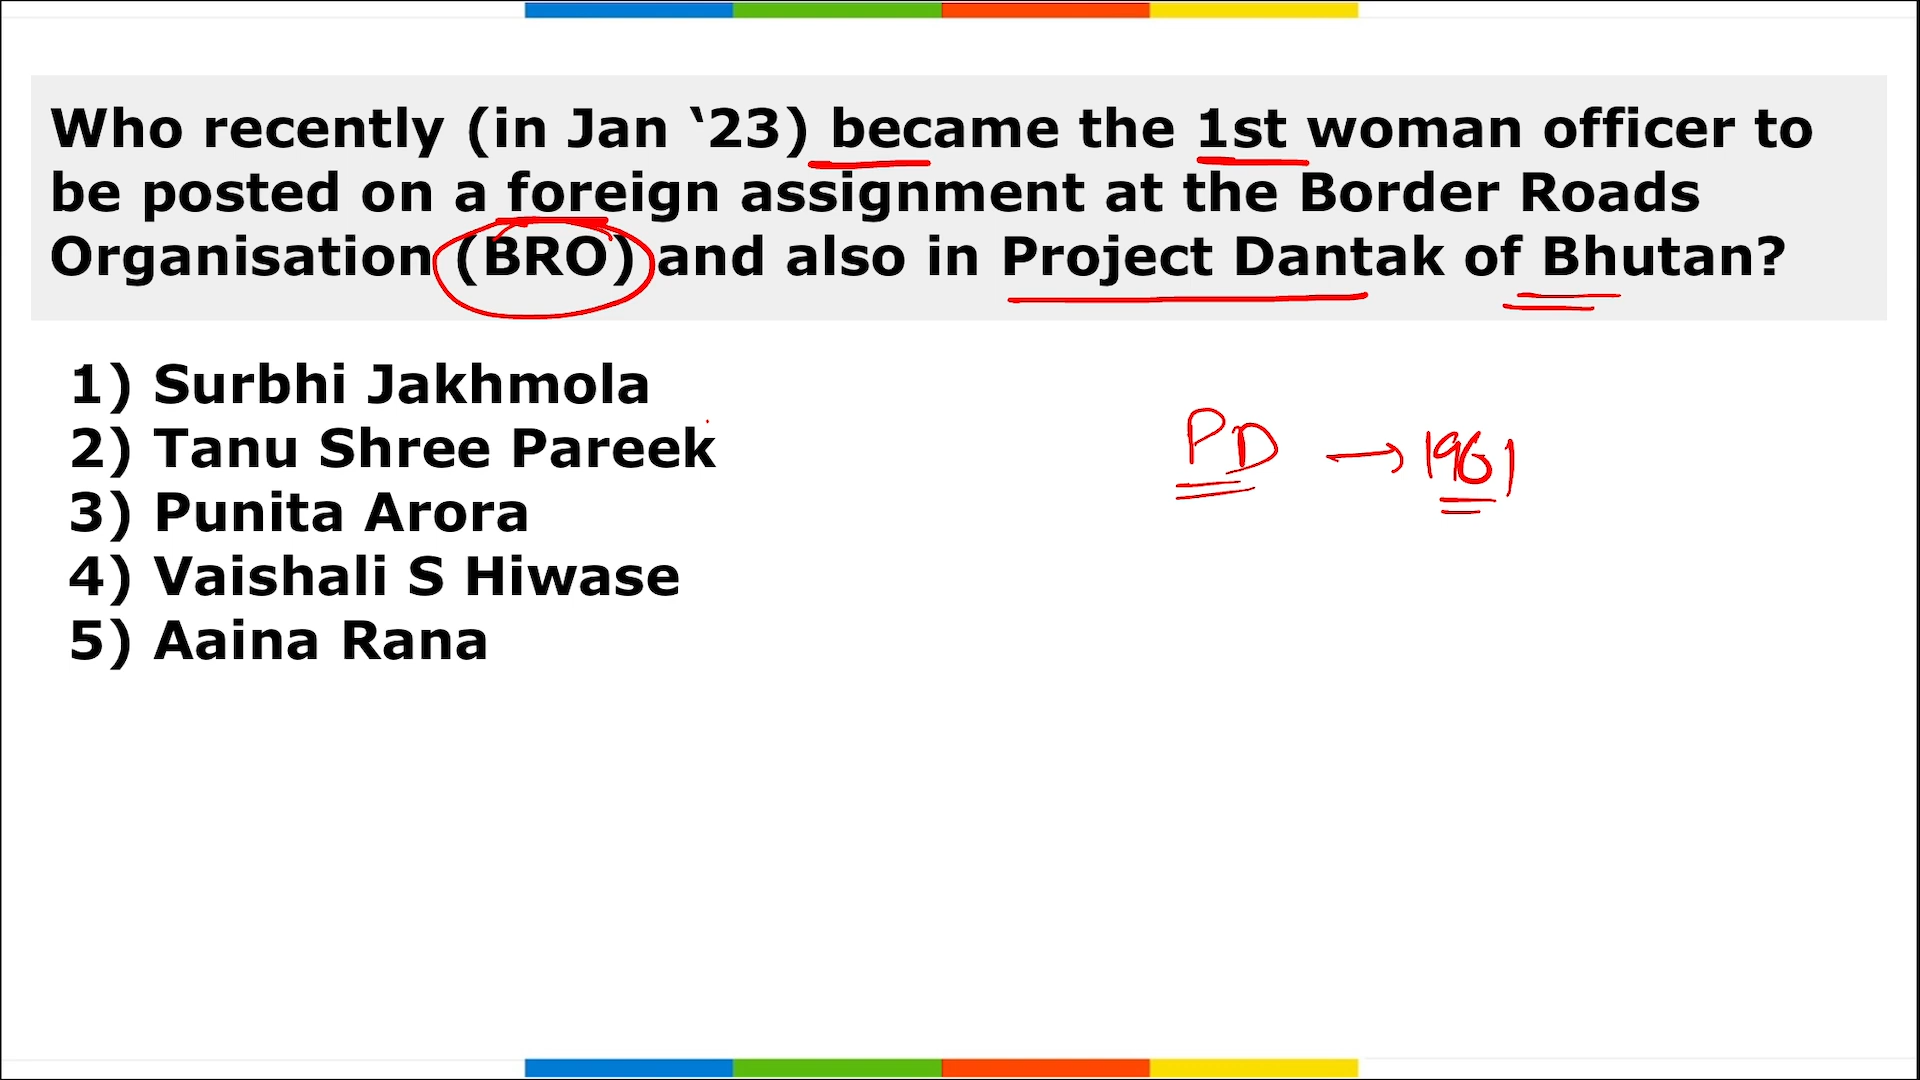 Who recently (in Jan ‘23) became the 1st woman officer to
be posted on a foreign assignment at the Border Roads
Organisation (BRO) and also in Project Dantak of Bhutan?
1) Surbhi Jakhmola
2) Tanu Shree Pareek
3) Punita Arora
4) Vaishali S Hiwase
5) Aaina Rana
PD → 1961